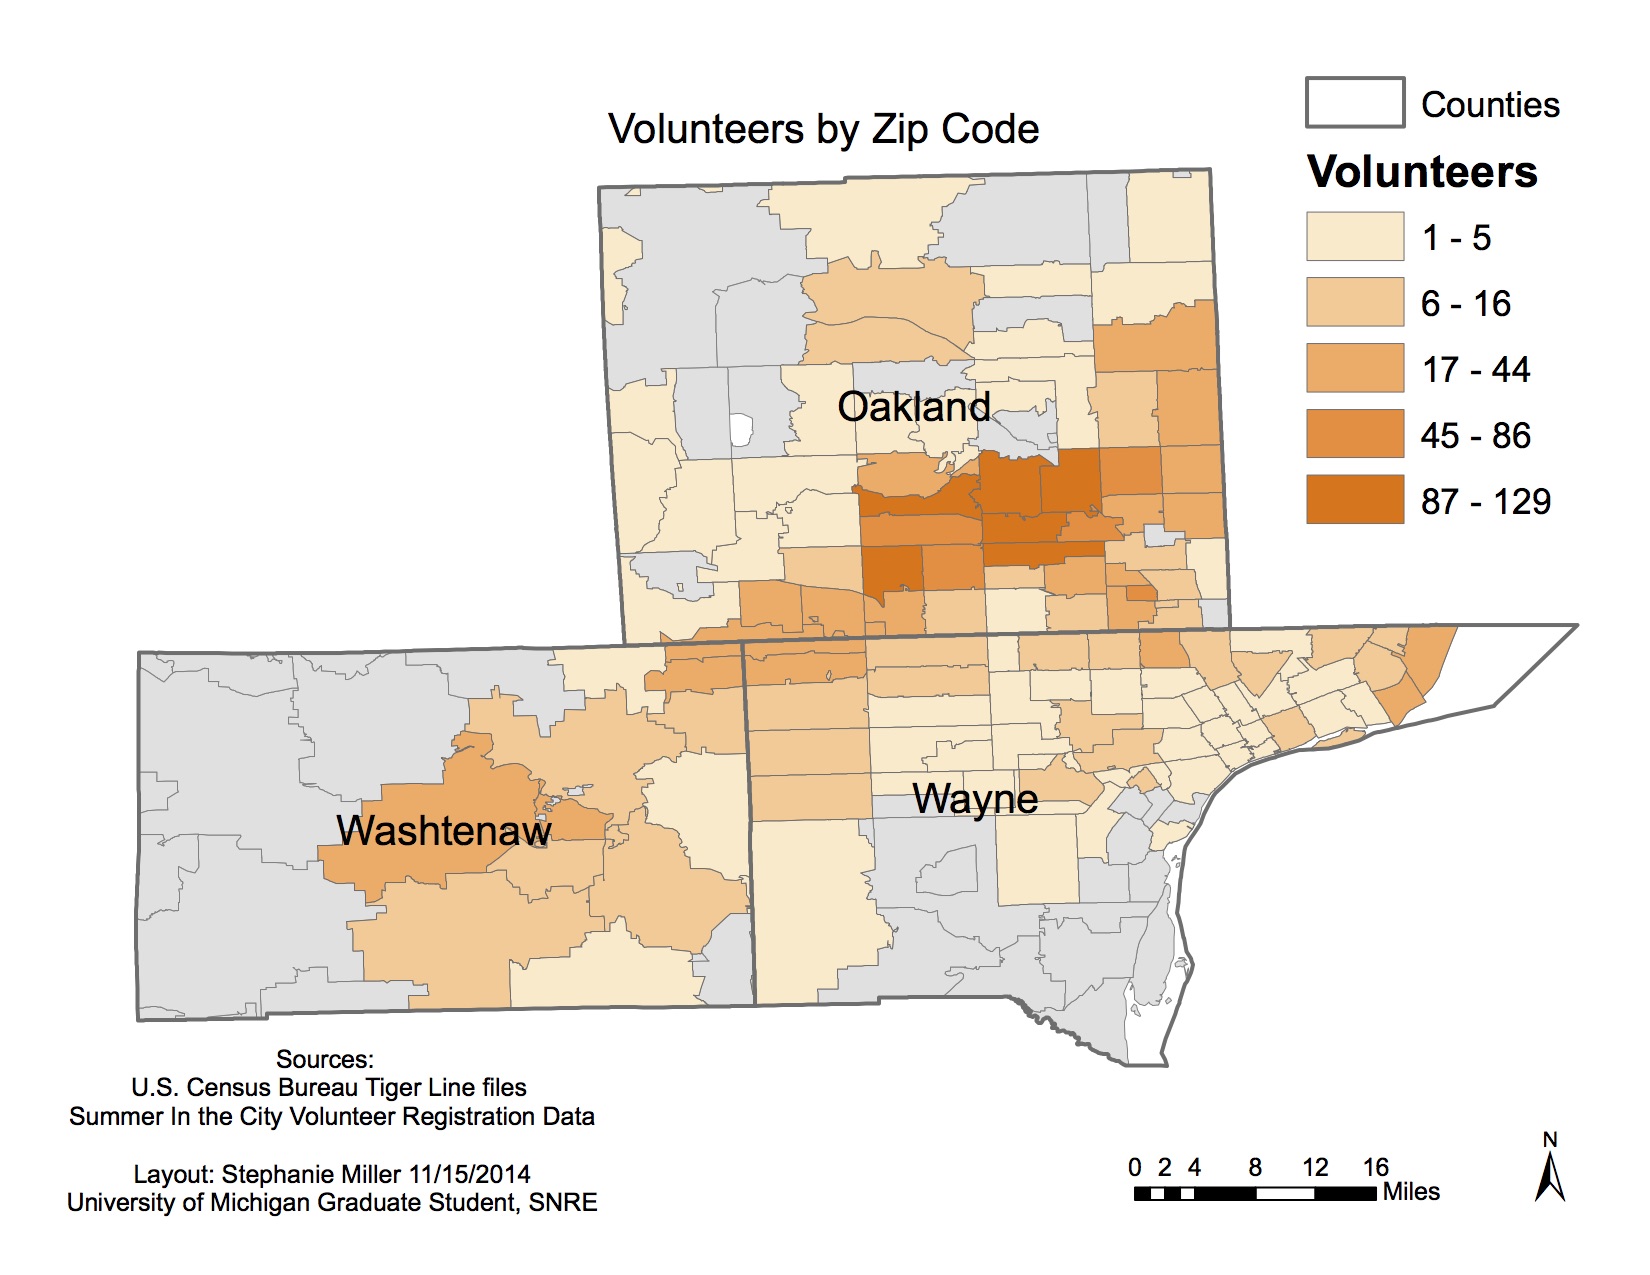 Volunteers by Zip Code
Counties
Volunteers
1 - 5
6 - 16
17 - 44
45 - 86
87 - 129
Oakland
Wayne
Washtenaw
Sources:
U.S. Census Bureau Tiger Line files
Summer In the City Volunteer Registration Data
Layout: Stephanie Miller 11/15/2014
University of Michigan Graduate Student, SNRE
0 2 4 8 12 16
Miles
N